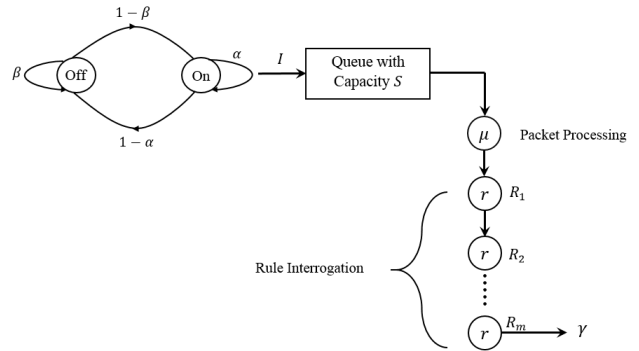 1 − β
β
Off
On
α
1 − α
I
Queue with
Capacity S
μ
Packet Processing
r
R₁
r
R₂
Rule Interrogation
r
Rₘ
γ